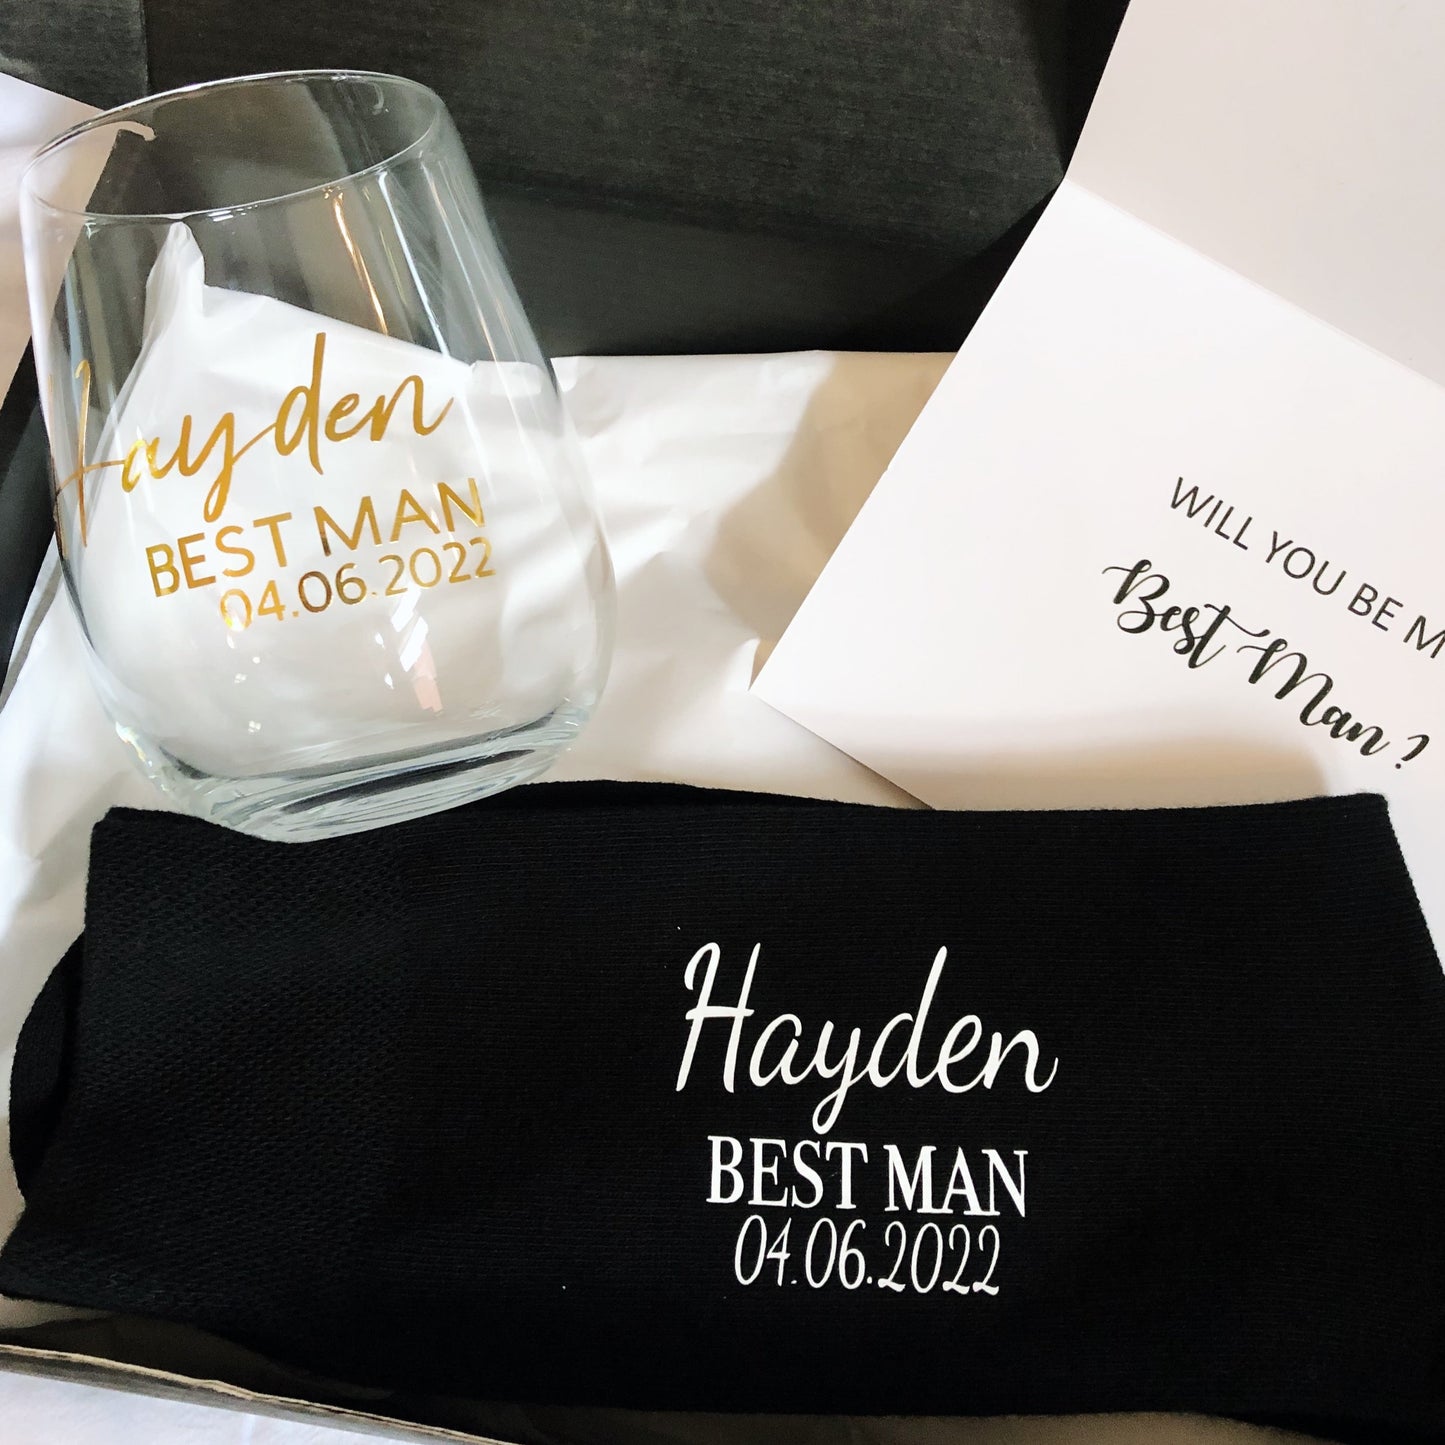 Hayden
BEST MAN
04.06.2022
WILL YOU BE
Best Man?
Hayden
BEST MAN
04.06.2022